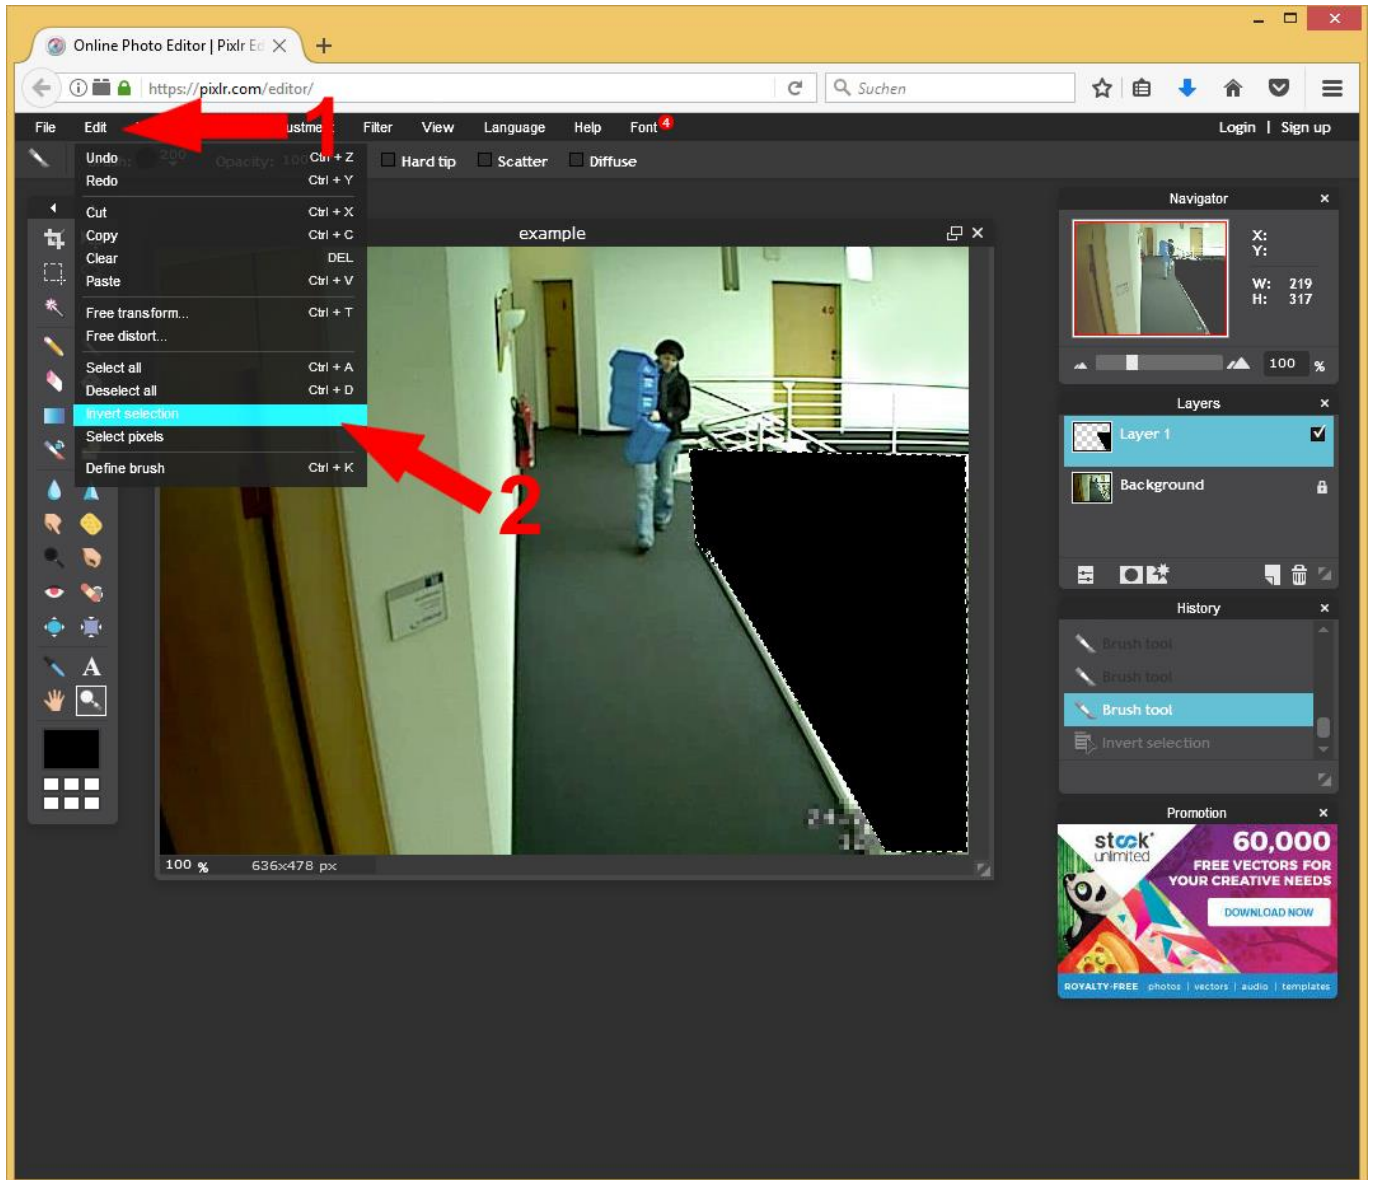 Online Photo Editor | Pixlr Ed
https://pixlr.com/editor/
Suchen
1
File Edit ustment Filter View Language Help Font 4 Login | Sign up
200 Opacity: 100 Hard tip Scatter Diffuse
Undo Ctrl + Z
Redo Ctrl + Y
Cut Ctrl + X
Copy Ctrl + C
Clear DEL
Paste Ctrl + V
Free transform... Ctrl + T
Free distort...
Select all Ctrl + A
Deselect all Ctrl + D
Invert selection
Select pixels
Define brush Ctrl + K
2
A
example
40
100 % 636x478 px
Navigator
X:
Y:
W: 219
H: 317
100 %
Layers
Layer 1
Background
History
Brush tool
Brush tool
Brush tool
Invert selection
Promotion
stock
unlimited
60,000
FREE VECTORS FOR
YOUR CREATIVE NEEDS
DOWNLOAD NOW
ROYALTY-FREE photos | vectors | audio | templates